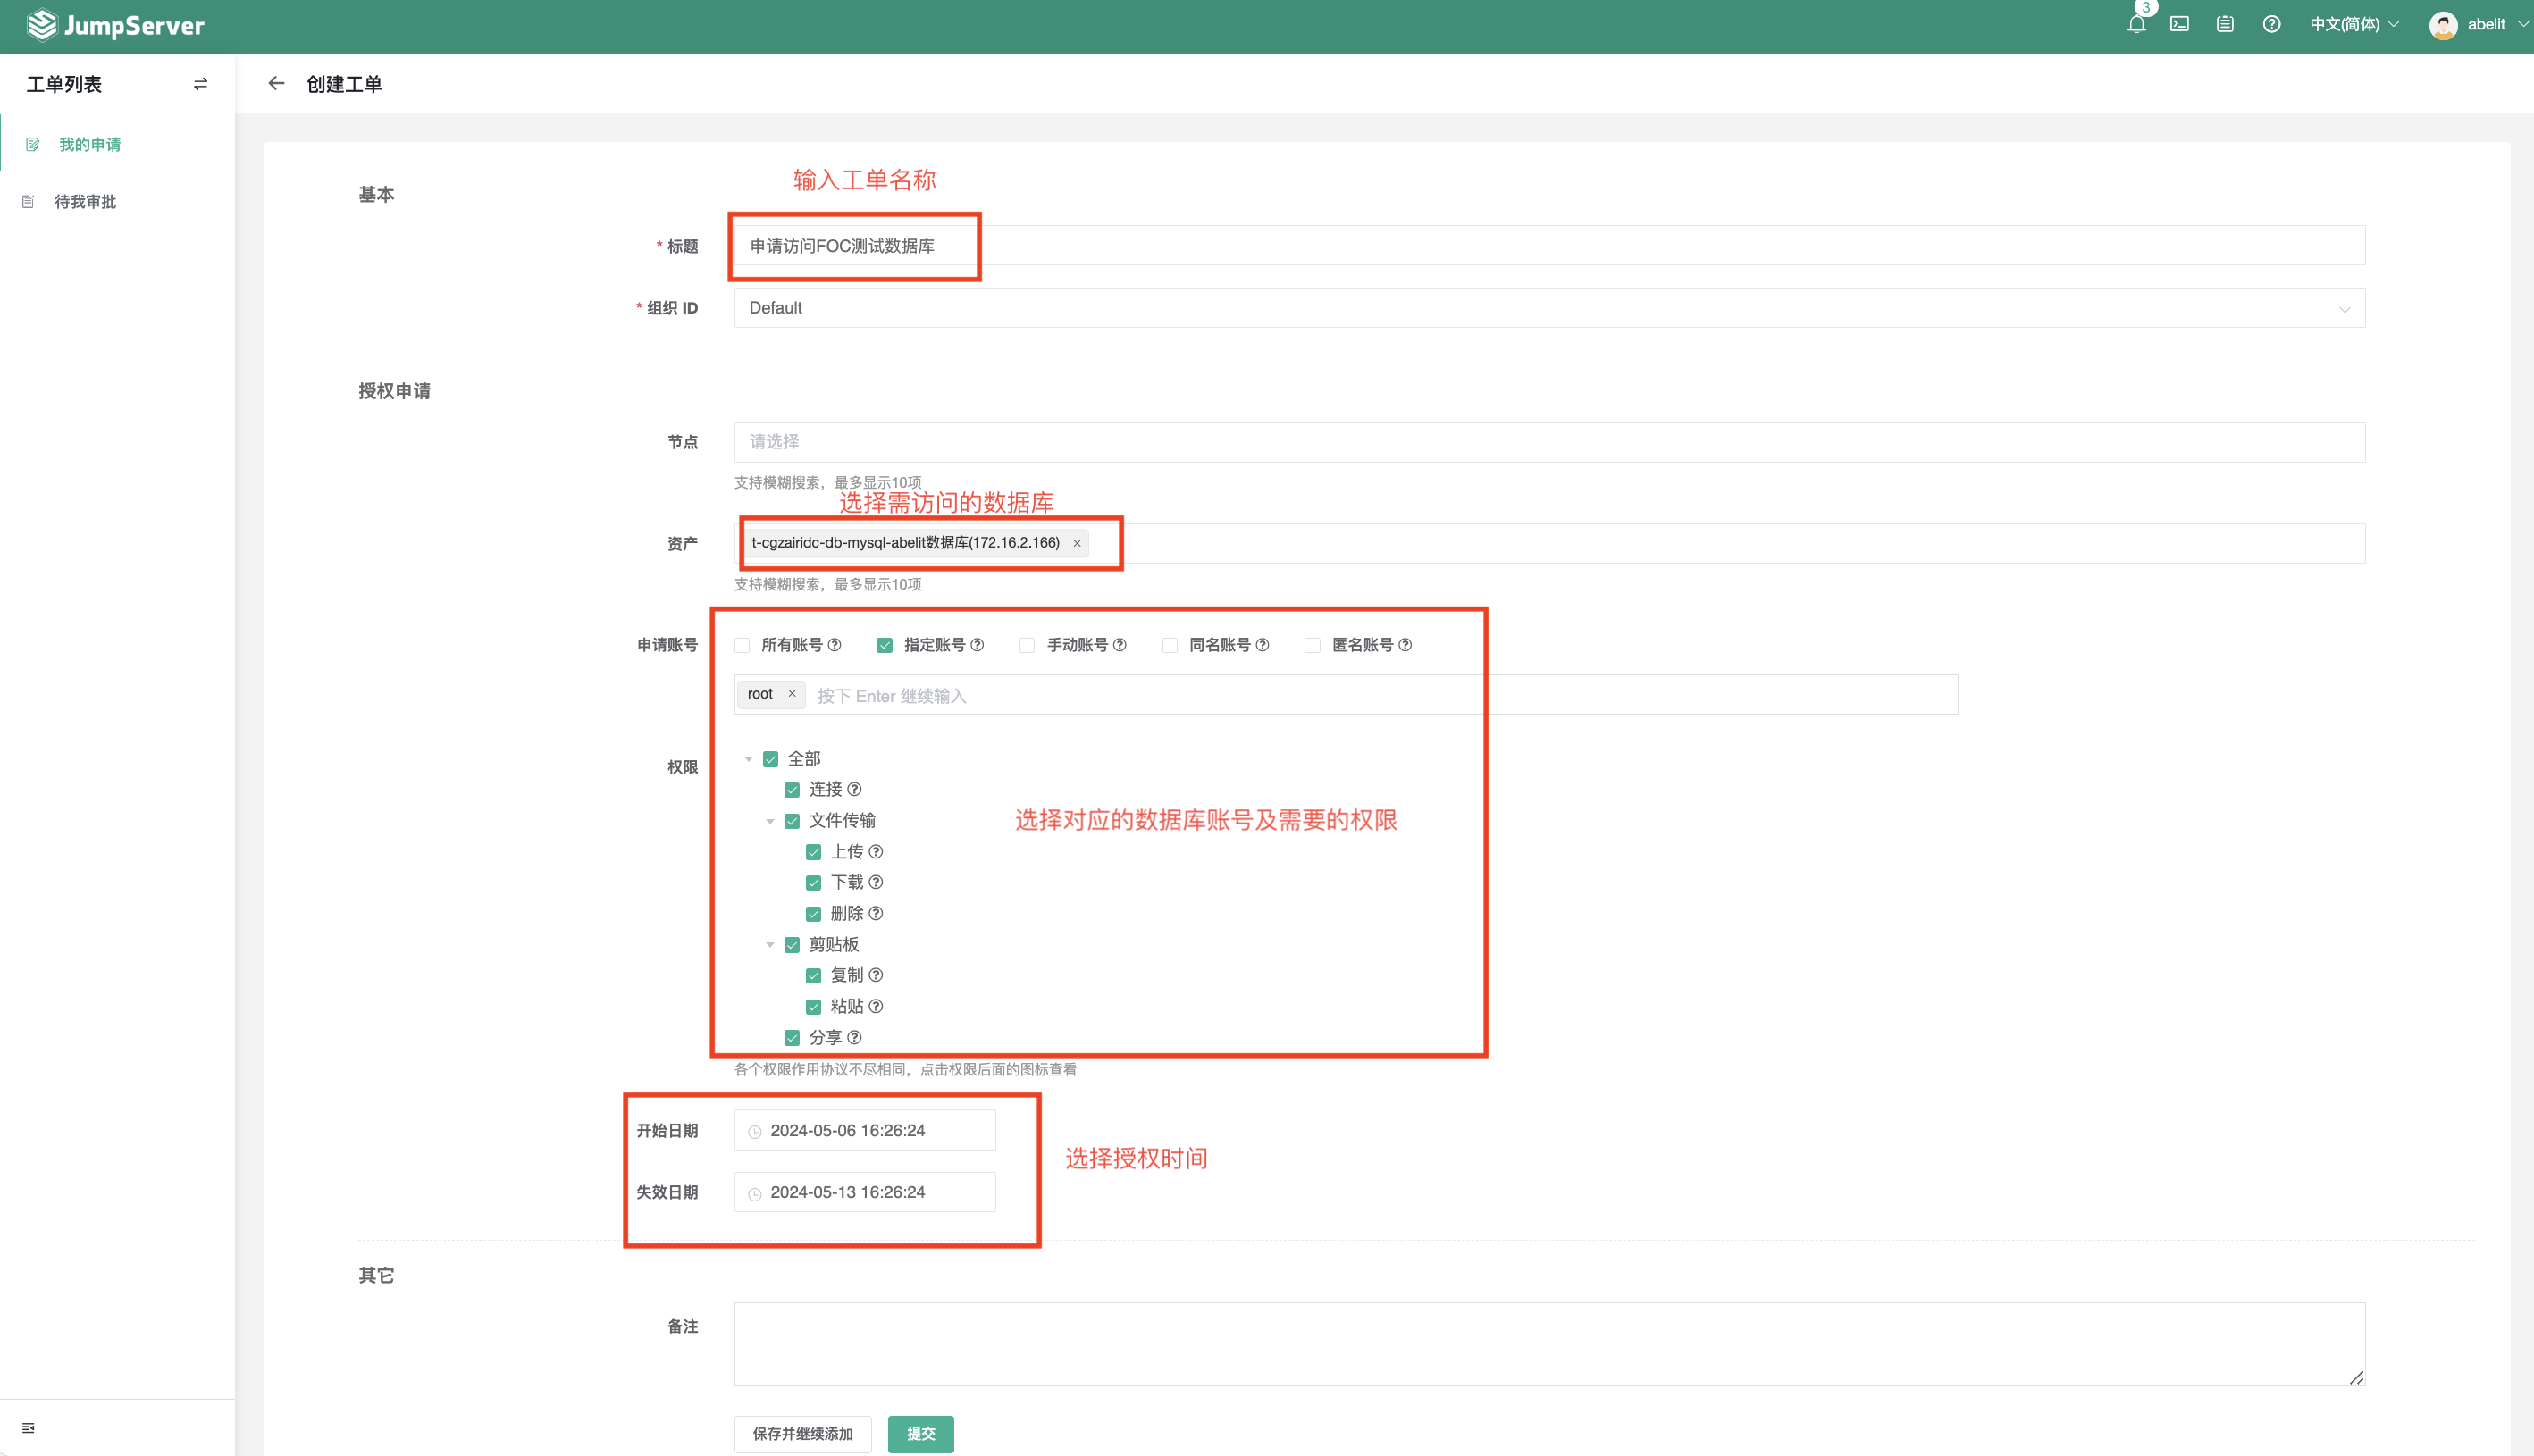 JumpServer
3
中文(简体)
abelit
工单列表
创建工单
我的申请
待我审批
输入工单名称
基本
* 标题
申请访问FOC测试数据库
* 组织 ID
Default
授权申请
节点
请选择
支持模糊搜索，最多显示10项
选择需访问的数据库
资产
t-cgzairidc-db-mysql-abelit数据库(172.16.2.166) ×
支持模糊搜索，最多显示10项
申请账号
所有账号 指定账号 手动账号 同名账号 匿名账号
root × 按下 Enter 继续输入
权限
全部
连接
文件传输
选择对应的数据库账号及需要的权限
上传
下载
删除
剪贴板
复制
粘贴
分享
各个权限作用协议不尽相同，点击权限后面的图标查看
开始日期
2024-05-06 16:26:24
选择授权时间
失效日期
2024-05-13 16:26:24
其它
备注
保存并继续添加
提交